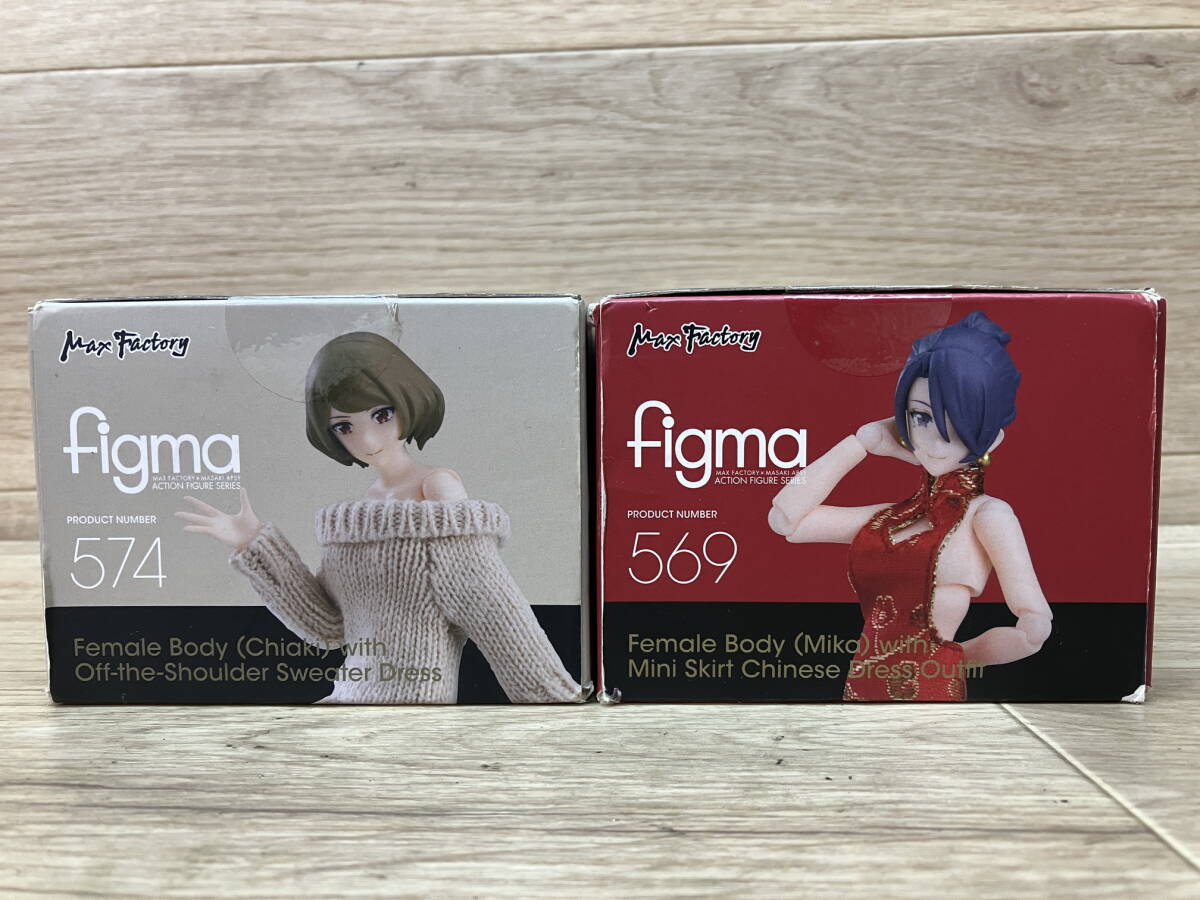 Max Factory
figma
MAX FACTORY × MASAKI APSY
ACTION FIGURE SERIES
PRODUCT NUMBER
574
Female Body (Chiaki) with
Off-the-Shoulder Sweater Dress
Max Factory
figma
MAX FACTORY × MASAKI APSY
ACTION FIGURE SERIES
PRODUCT NUMBER
569
Female Body (Mika) with
Mini Skirt Chinese Dress Outfit